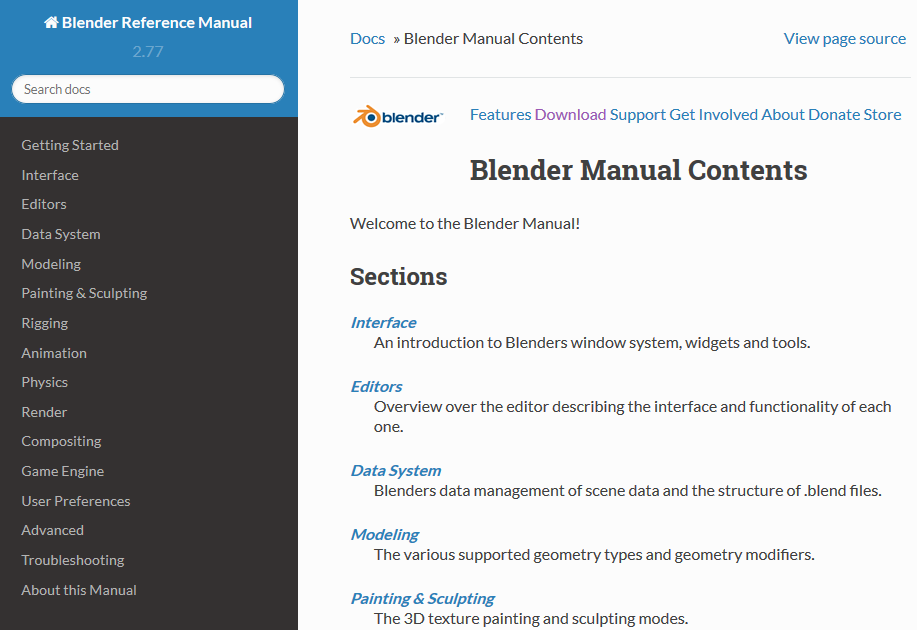 Blender Reference Manual
2.77
Search docs
Getting Started
Interface
Editors
Data System
Modeling
Painting & Sculpting
Rigging
Animation
Physics
Render
Compositing
Game Engine
User Preferences
Advanced
Troubleshooting
About this Manual
Docs » Blender Manual Contents
View page source
blender
Features Download Support Get Involved About Donate Store
Blender Manual Contents
Welcome to the Blender Manual!
Sections
Interface
An introduction to Blenders window system, widgets and tools.
Editors
Overview over the editor describing the interface and functionality of each
one.
Data System
Blenders data management of scene data and the structure of .blend files.
Modeling
The various supported geometry types and geometry modifiers.
Painting & Sculpting
The 3D texture painting and sculpting modes.